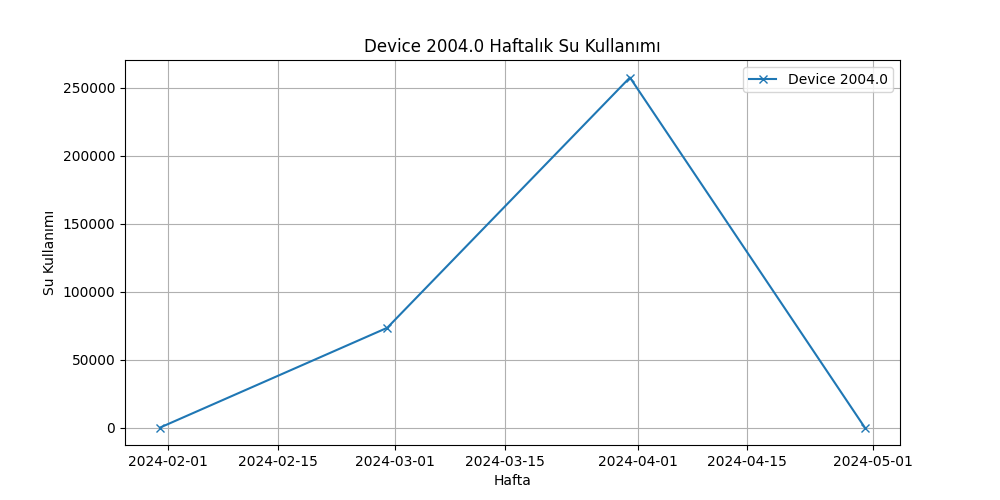 Device 2004.0 Haftalık Su Kullanımı
Device 2004.0
250000
200000
150000
100000
50000
0
Su Kullanımı
2024-02-01 2024-02-15 2024-03-01 2024-03-15 2024-04-01 2024-04-15 2024-05-01
Hafta